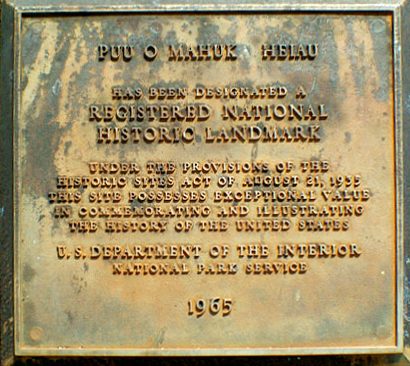 PUU O MAHUK HEIAU
HAS BEEN DESIGNATED A
REGISTERED NATIONAL
HISTORIC LANDMARK
UNDER THE PROVISIONS OF THE
HISTORIC SITES ACT OF AUGUST 21, 1935
THIS SITE POSSESSES EXCEPTIONAL VALUE
IN COMMEMORATING AND ILLUSTRATING
THE HISTORY OF THE UNITED STATES
U. S. DEPARTMENT OF THE INTERIOR
NATIONAL PARK SERVICE
1965